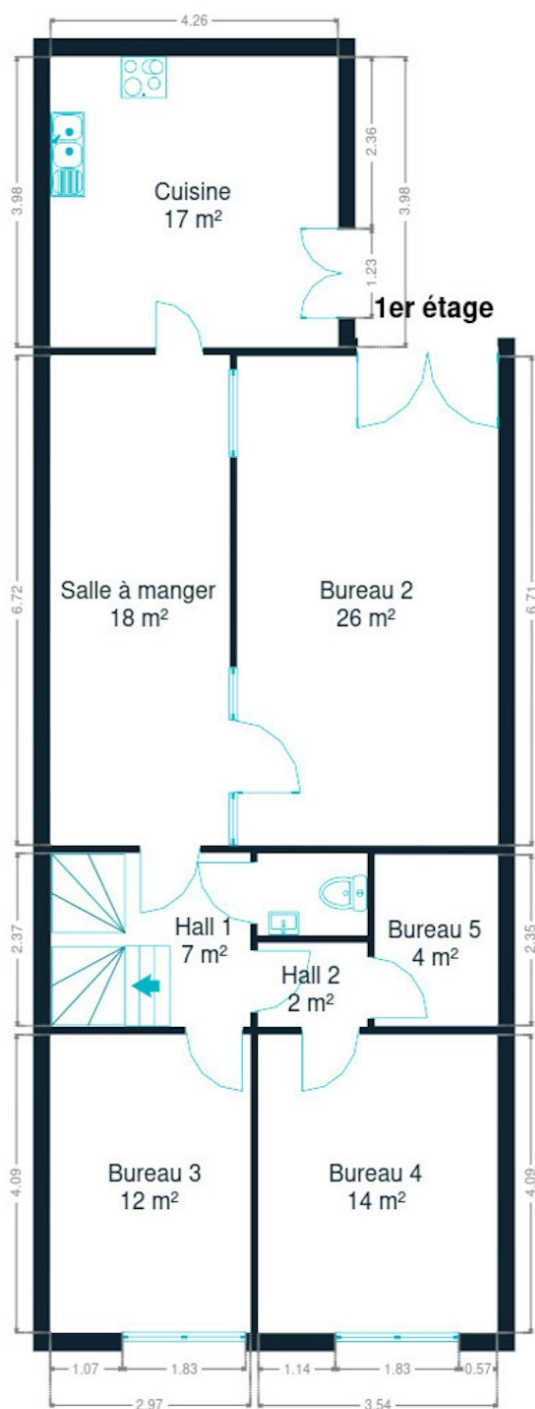 4.26
3.98
2.36
3.98
Cuisine
17 m²
1.23
1er étage
6.72
Salle à manger
18 m²
Bureau 2
26 m²
6.71
2.37
Hall 1
7 m²
Bureau 5
4 m²
2.35
Hall 2
2 m²
4.09
Bureau 3
12 m²
Bureau 4
14 m²
4.09
1.07
1.83
1.14
1.83
0.57
2.97
3.54